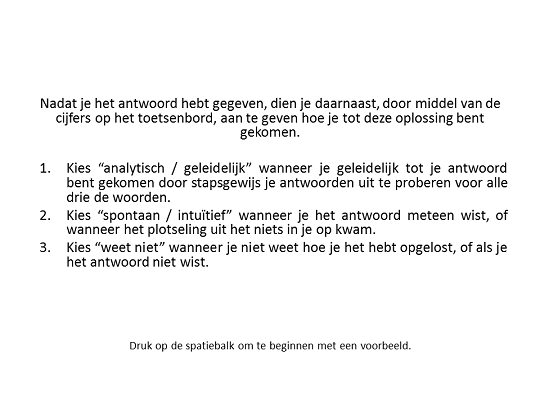 Nadat je het antwoord hebt gegeven, dien je daarnaast, door middel van de
cijfers op het toetsenbord, aan te geven hoe je tot deze oplossing bent
gekomen.
1. Kies “analytisch / geleidelijk” wanneer je geleidelijk tot je antwoord
bent gekomen door stapsgewijs je antwoorden uit te proberen voor alle
drie de woorden.
2. Kies “spontaan / intuïtief” wanneer je het antwoord meteen wist, of
wanneer het plotseling uit het niets in je op kwam.
3. Kies “weet niet” wanneer je niet weet hoe je het hebt opgelost, of als je
het antwoord niet wist.
Druk op de spatiebalk om te beginnen met een voorbeeld.